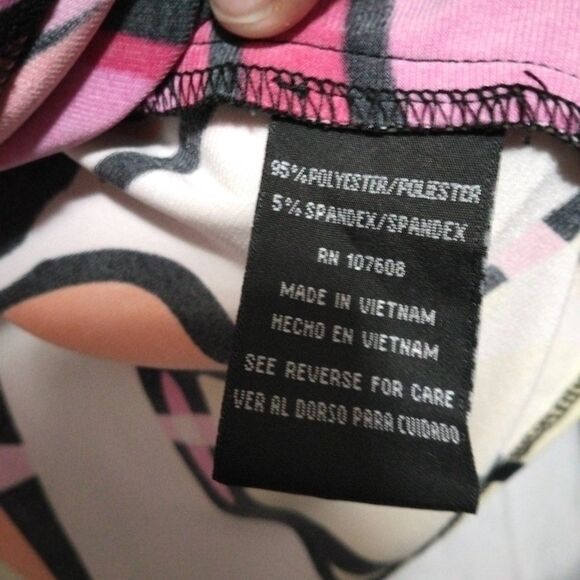 95% POLYESTER/POLIESTER
5% SPANDEX/SPANDEX
RN 107608
MADE IN VIETNAM
HECHO EN VIETNAM
SEE REVERSE FOR CARE
VER AL DORSO PARA CUIDADO